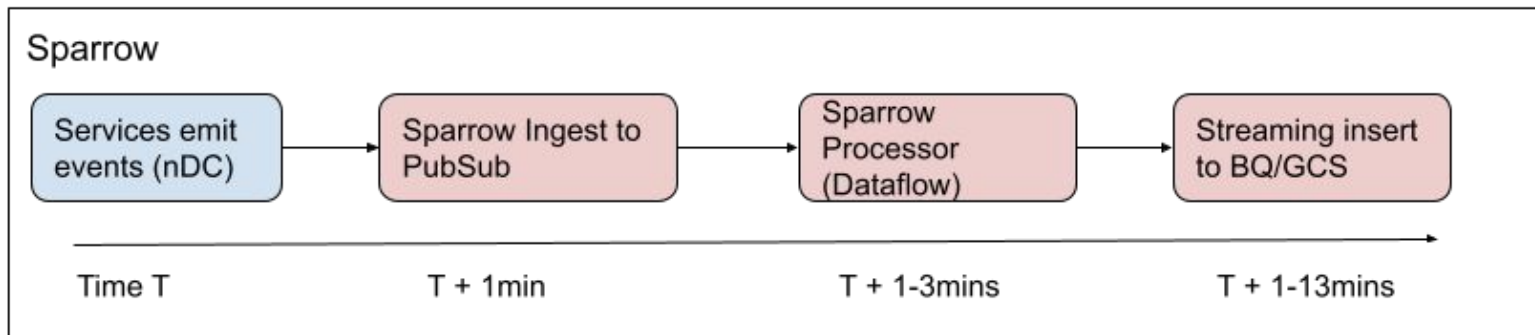 Sparrow
Services emit
events (nDC)
Sparrow Ingest to
PubSub
Sparrow
Processor
(Dataflow)
Streaming insert
to BQ/GCS
Time T
T + 1min
T + 1-3mins
T + 1-13mins